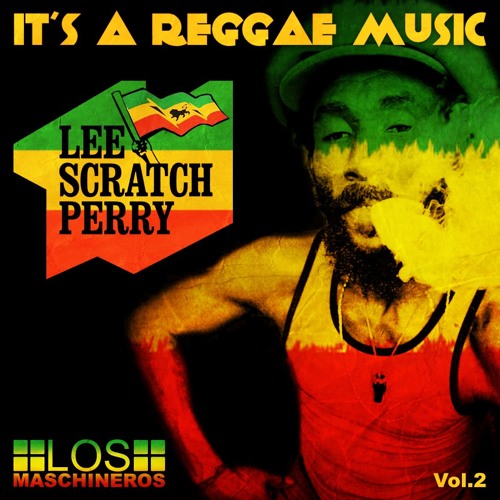 IT'S A REGGAE MUSIC
LEE
SCRATCH
PERRY
LOS
MASCHINEROS
Vol.2